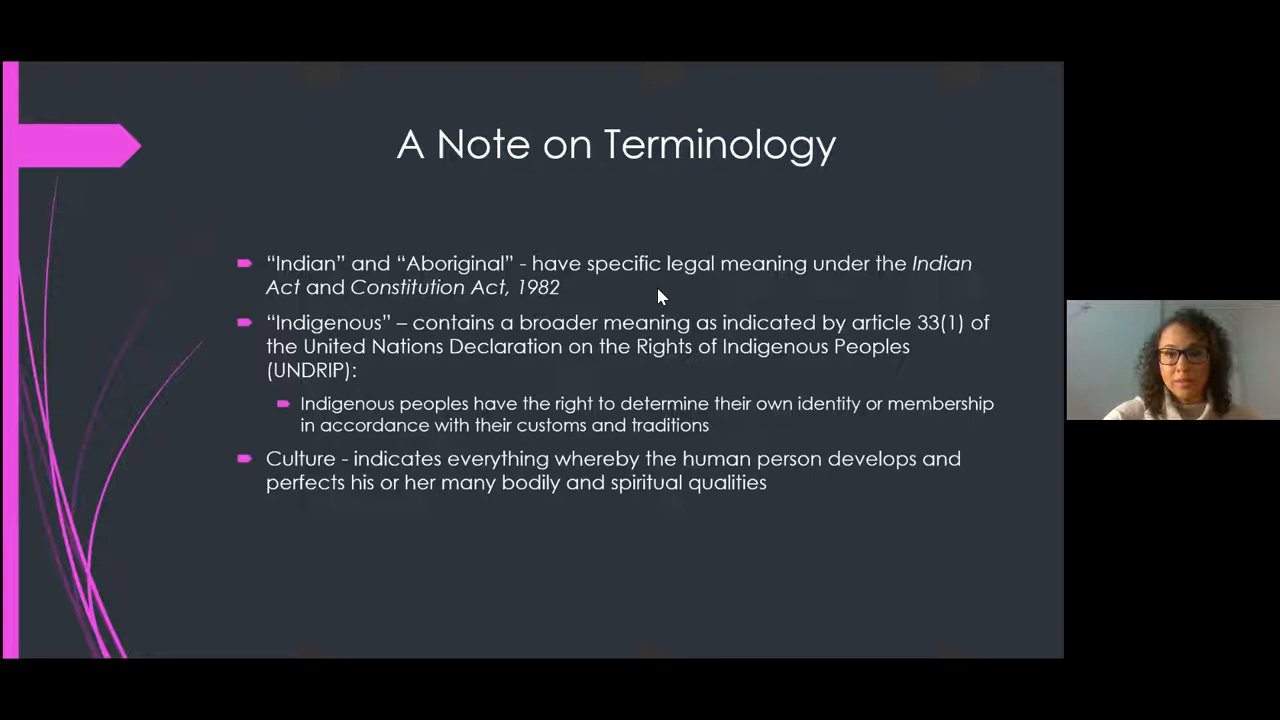 A Note on Terminology
“Indian” and “Aboriginal” - have specific legal meaning under the Indian
Act and Constitution Act, 1982
“Indigenous” – contains a broader meaning as indicated by article 33(1) of
the United Nations Declaration on the Rights of Indigenous Peoples
(UNDRIP):
Indigenous peoples have the right to determine their own identity or membership
in accordance with their customs and traditions
Culture - indicates everything whereby the human person develops and
perfects his or her many bodily and spiritual qualities